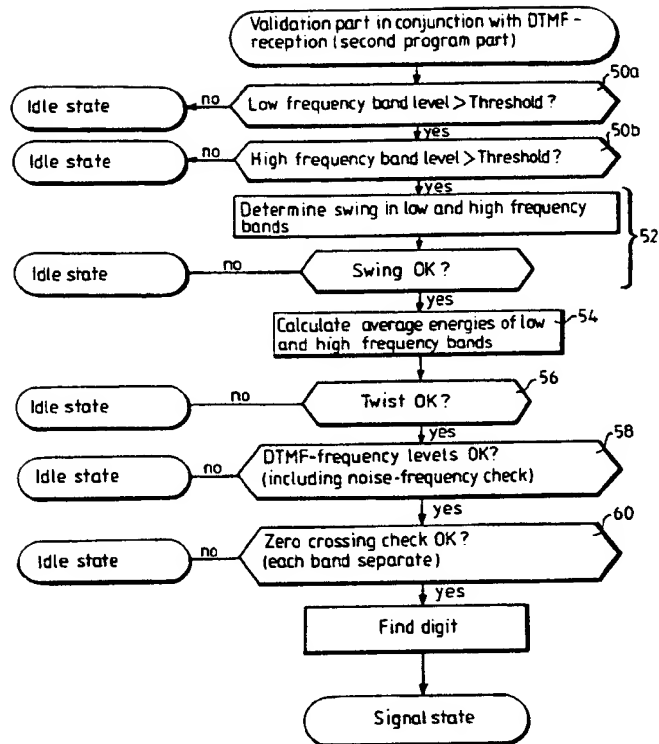 Validation part in conjunction with DTMF-
reception (second program part)
50a
Idle state
no
Low frequency band level > Threshold?
yes
50b
Idle state
no
High frequency band level > Threshold?
yes
Determine swing in low and high frequency
bands
52
Idle state
no
Swing OK?
yes
54
Calculate average energies of low
and high frequency bands
56
Idle state
no
Twist OK?
yes
58
Idle state
no
DTMF-frequency levels OK?
(including noise-frequency check)
yes
60
Idle state
no
Zero crossing check OK?
(each band separate)
yes
Find digit
Signal state